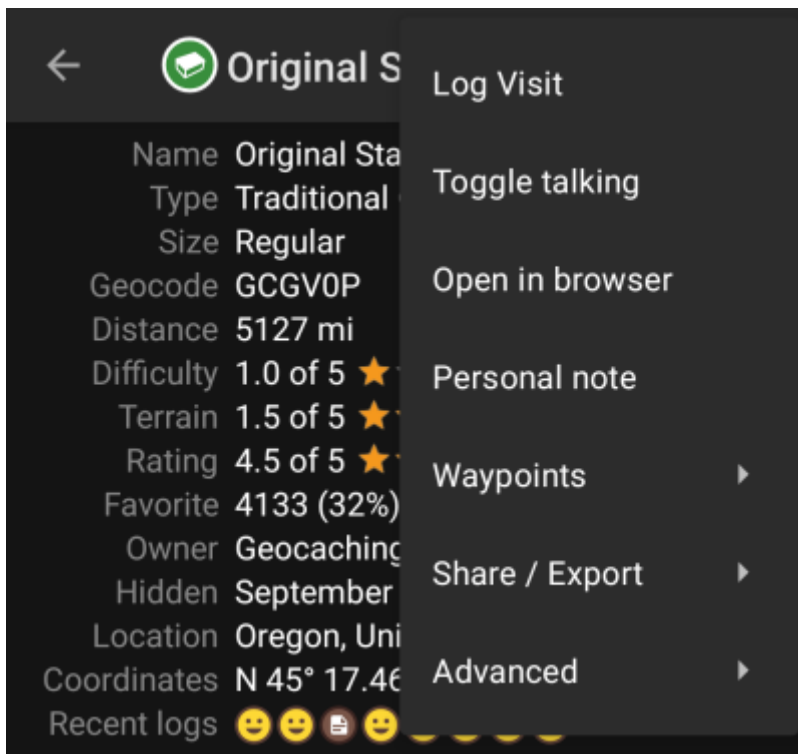 Original S
Name Original Sta
Type Traditional
Size Regular
Geocode GCGV0P
Distance 5127 mi
Difficulty 1.0 of 5
Terrain 1.5 of 5
Rating 4.5 of 5
Favorite 4133 (32%)
Owner Geocaching
Hidden September
Location Oregon, Uni
Coordinates N 45° 17.46
Recent logs
Log Visit
Toggle talking
Open in browser
Personal note
Waypoints
Share / Export
Advanced